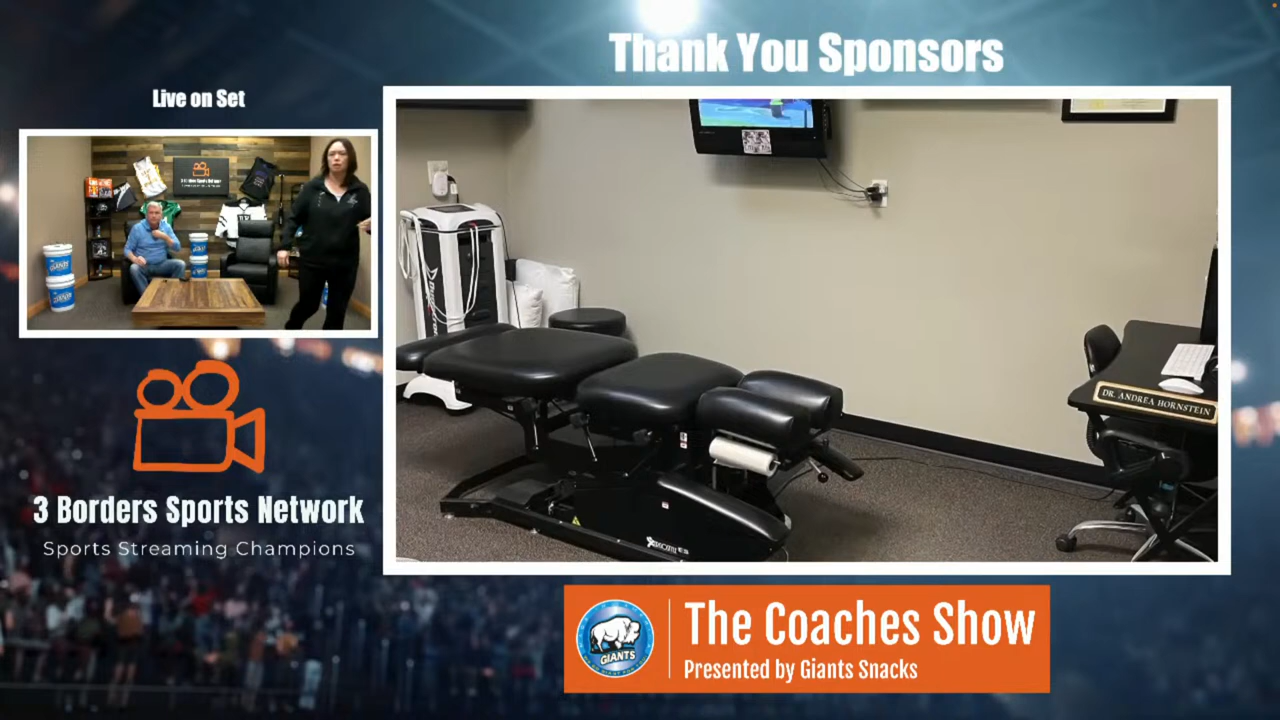 Thank You Sponsors
Live on Set
3 Borders Sports Network
Sports Streaming Champions
DR. ANDREA HORNSTEIN
GIANTS
The Coaches Show
Presented by Giants Snacks